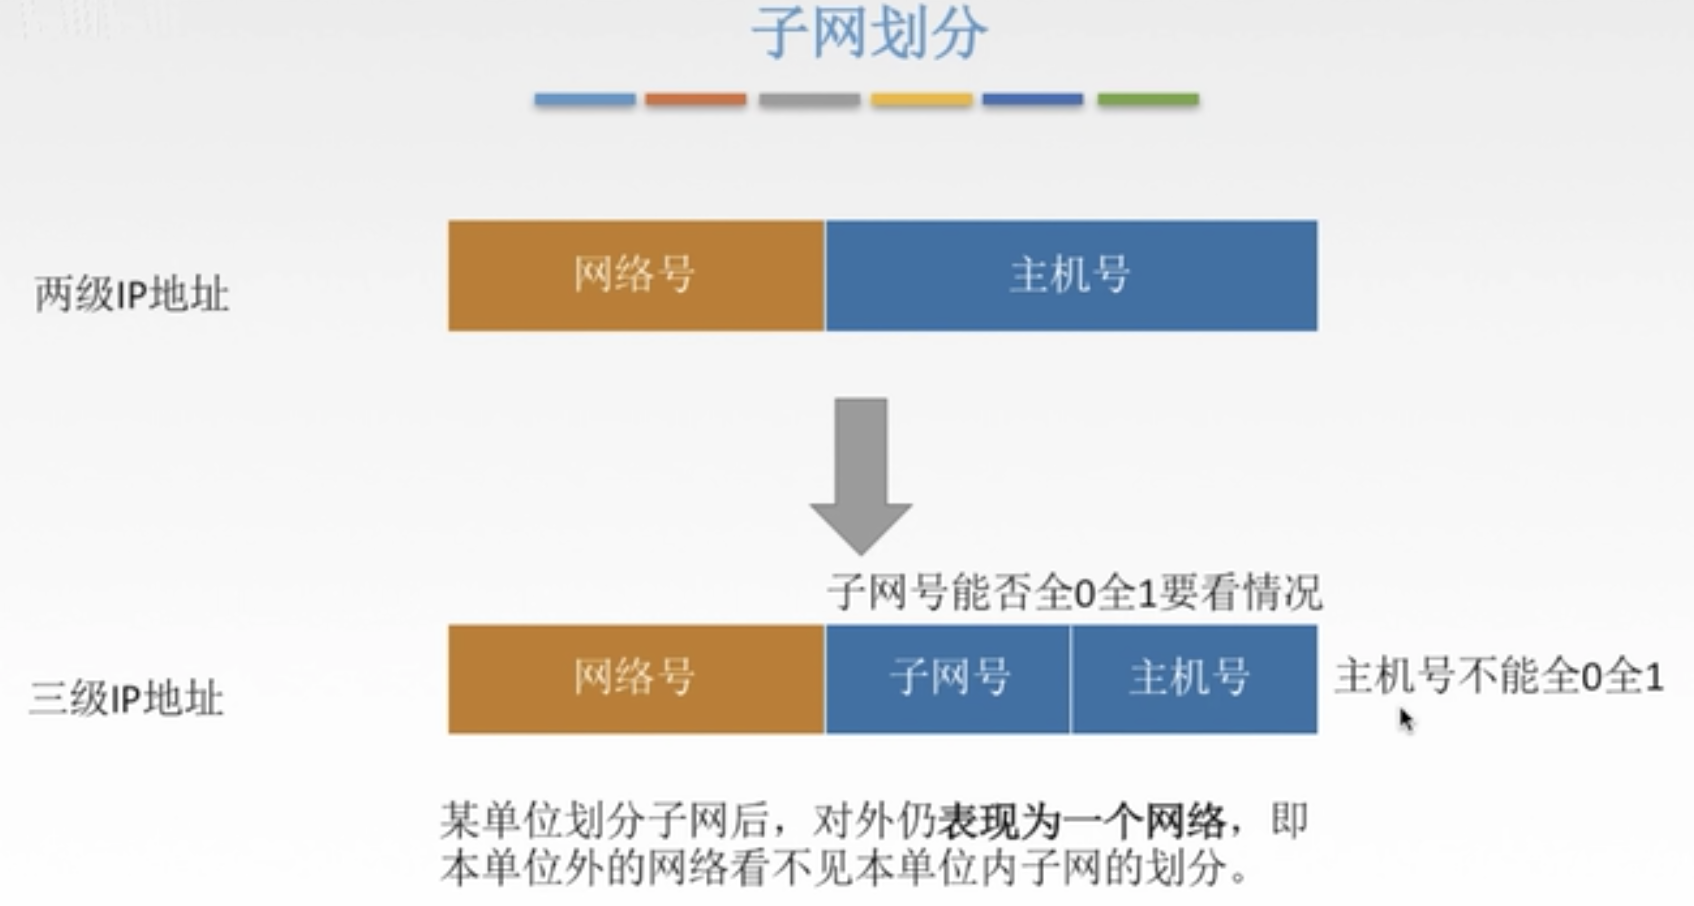 子网划分
两级IP地址
网络号
主机号
子网号能否全0全1要看情况
三级IP地址
网络号
子网号
主机号
主机号不能全0全1
某单位划分子网后，对外仍表现为一个网络，即
本单位外的网络看不见本单位内子网的划分。